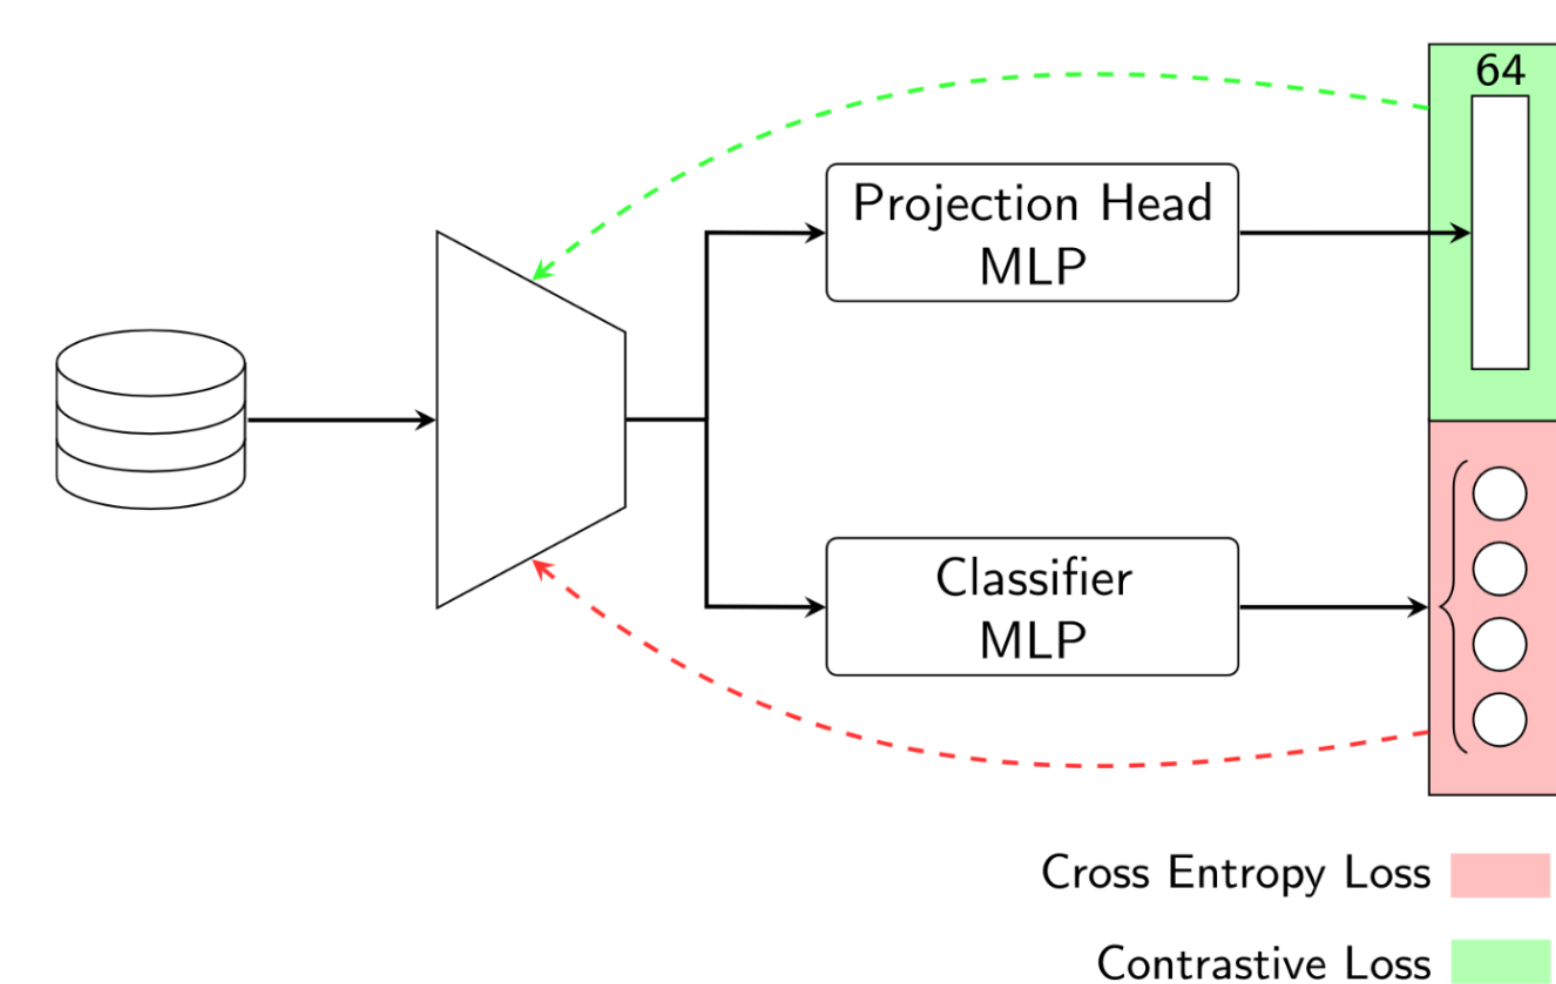 64
Projection Head
MLP
Classifier
MLP
Cross Entropy Loss
Contrastive Loss